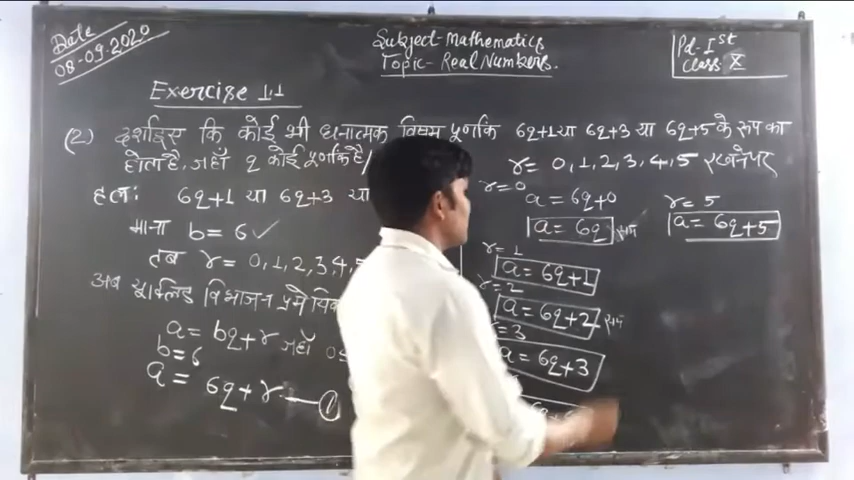 Date
08-09-2020
Subject-Mathematics
Topic-Real Numbers.
Pd-Ist
Class-X
Exercise 1.1
(2) दर्शाइए कि कोई भी धनात्मक विषम पूर्णांक 6q+1 या 6q+3 या 6q+5 के रूप का
होता है, जहाँ q कोई पूर्णांक है।
हल: 6q+1 या 6q+3 या
माना b=6 ✓
तब r= 0,1,2,3,4,
अब यूक्लिड विभाजन प्रमेयिका
a= bq+r जहाँ 0≤
b=6
a= 6q+r—①
r= 0,1,2,3,4,5 रखने पर
r=0
a=6q+0
a=6q सम
r=1
a=6q+1
r=2
a=6q+2 सम
r=3
a=6q+3
r=5
a=6q+5